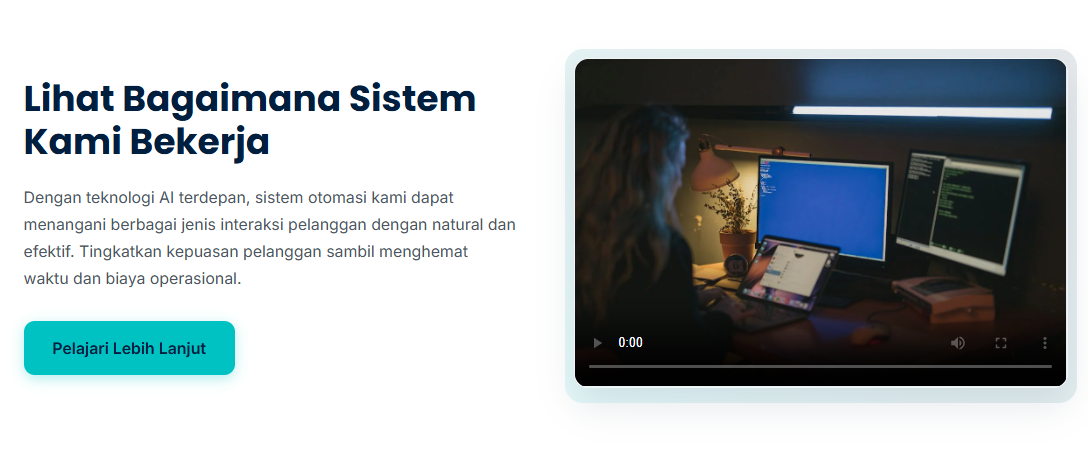 Lihat Bagaimana Sistem
Kami Bekerja
Dengan teknologi AI terdepan, sistem otomasi kami dapat
menangani berbagai jenis interaksi pelanggan dengan natural dan
efektif. Tingkatkan kepuasan pelanggan sambil menghemat
waktu dan biaya operasional.
Pelajari Lebih Lanjut
0:00